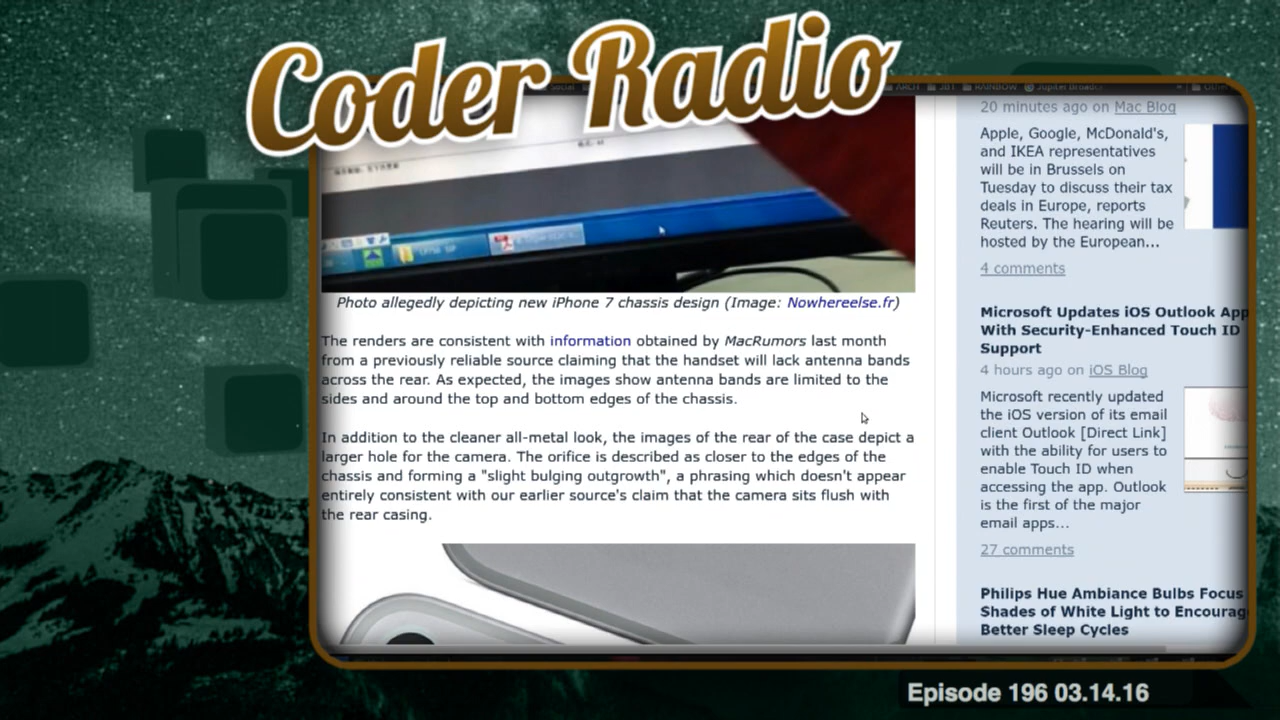 Coder Radio
Social
RAINBOW
Jupiter Broadc
Photo allegedly depicting new iPhone 7 chassis design (Image: Nowhereelse.fr)
The renders are consistent with information obtained by MacRumors last month
from a previously reliable source claiming that the handset will lack antenna bands
across the rear. As expected, the images show antenna bands are limited to the
sides and around the top and bottom edges of the chassis.
In addition to the cleaner all-metal look, the images of the rear of the case depict a
larger hole for the camera. The orifice is described as closer to the edges of the
chassis and forming a "slight bulging outgrowth", a phrasing which doesn't appear
entirely consistent with our earlier source's claim that the camera sits flush with
the rear casing.
20 minutes ago on Mac Blog
Apple, Google, McDonald's,
and IKEA representatives
will be in Brussels on
Tuesday to discuss their tax
deals in Europe, reports
Reuters. The hearing will be
hosted by the European...
4 comments
Microsoft Updates iOS Outlook App
With Security-Enhanced Touch ID
Support
4 hours ago on iOS Blog
Microsoft recently updated
the iOS version of its email
client Outlook [Direct Link]
with the ability for users to
enable Touch ID when
accessing the app. Outlook
is the first of the major
email apps...
27 comments
Philips Hue Ambiance Bulbs Focus
Shades of White Light to Encourag
Better Sleep Cycles
Episode 196 03.14.16